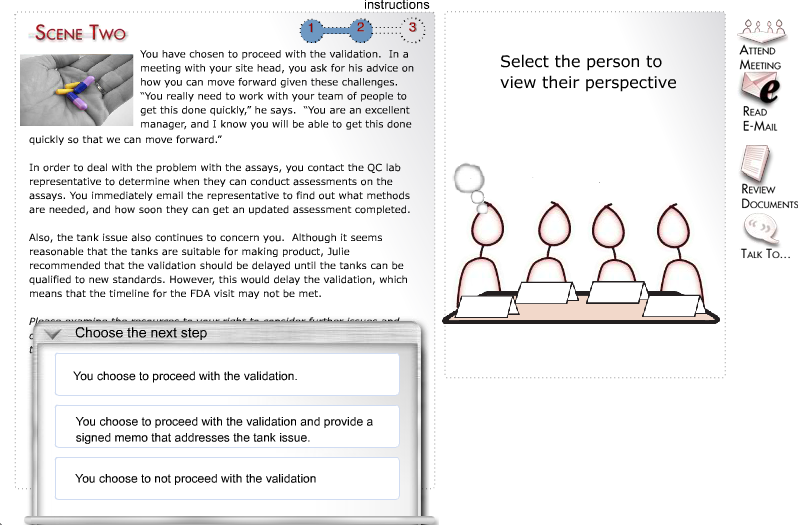 instructions
SCENE TWO
1 2 3
You have chosen to proceed with the validation. In a
meeting with your site head, you ask for his advice on
how you can move forward given these challenges.
“You really need to work with your team of people to
get this done quickly,” he says. “You are an excellent
manager, and I know you will be able to get this done
quickly so that we can move forward.”
In order to deal with the problem with the assays, you contact the QC lab
representative to determine when they can conduct assessments on the
assays. You immediately email the representative to find out what methods
are needed, and how soon they can get an updated assessment completed.
Also, the tank issue also continues to concern you. Although it seems
reasonable that the tanks are suitable for making product, Julie
recommended that the validation should be delayed until the tanks can be
qualified to new standards. However, this would delay the validation, which
means that the timeline for the FDA visit may not be met.
Please examine the resources to your right to consider further issues and
Choose the next step
You choose to proceed with the validation.
You choose to proceed with the validation and provide a
signed memo that addresses the tank issue.
You choose to not proceed with the validation
Select the person to
view their perspective
ATTEND
MEETING
READ
E-MAIL
REVIEW
DOCUMENTS
TALK TO...